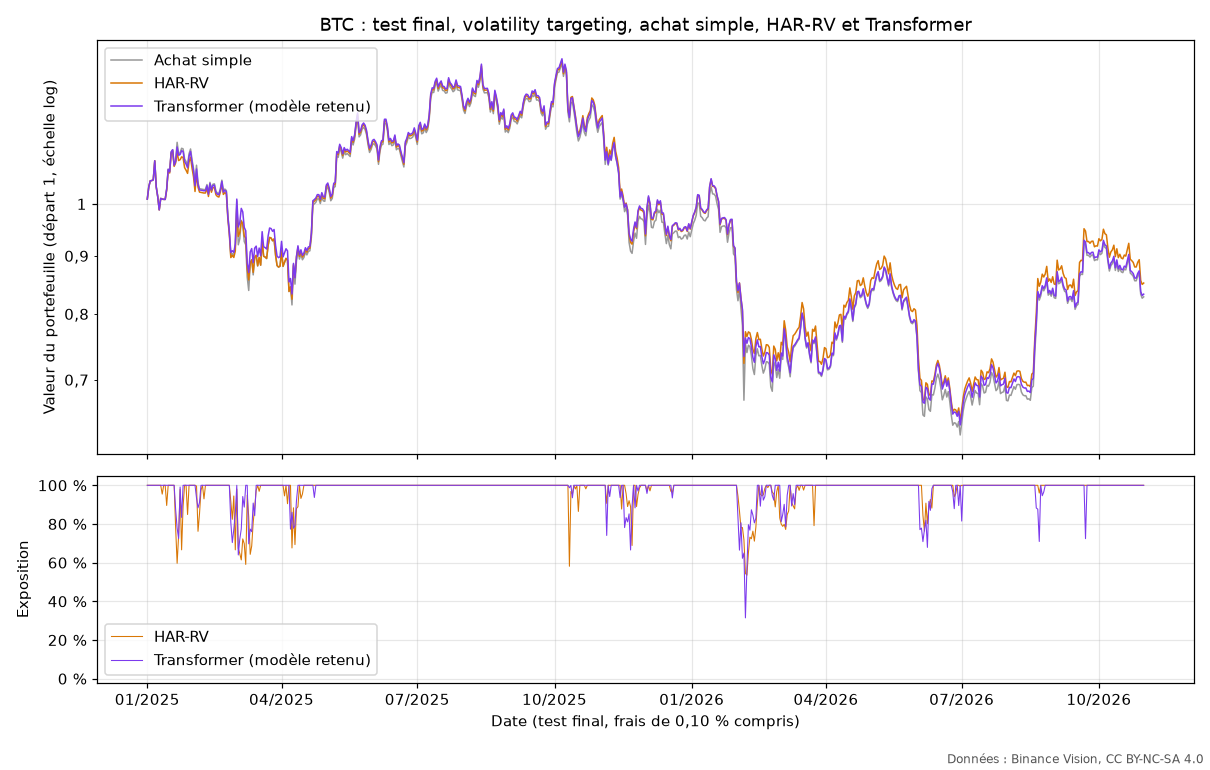 BTC : test final, volatility targeting, achat simple, HAR-RV et Transformer
Valeur du portefeuille (départ 1, échelle log)
Achat simple
HAR-RV
Transformer (modèle retenu)
1
0,9
0,8
0,7
Exposition
100 %
80 %
60 %
40 %
20 %
0 %
HAR-RV
Transformer (modèle retenu)
01/2025 04/2025 07/2025 10/2025 01/2026 04/2026 07/2026 10/2026
Date (test final, frais de 0,10 % compris)
Données : Binance Vision, CC BY-NC-SA 4.0